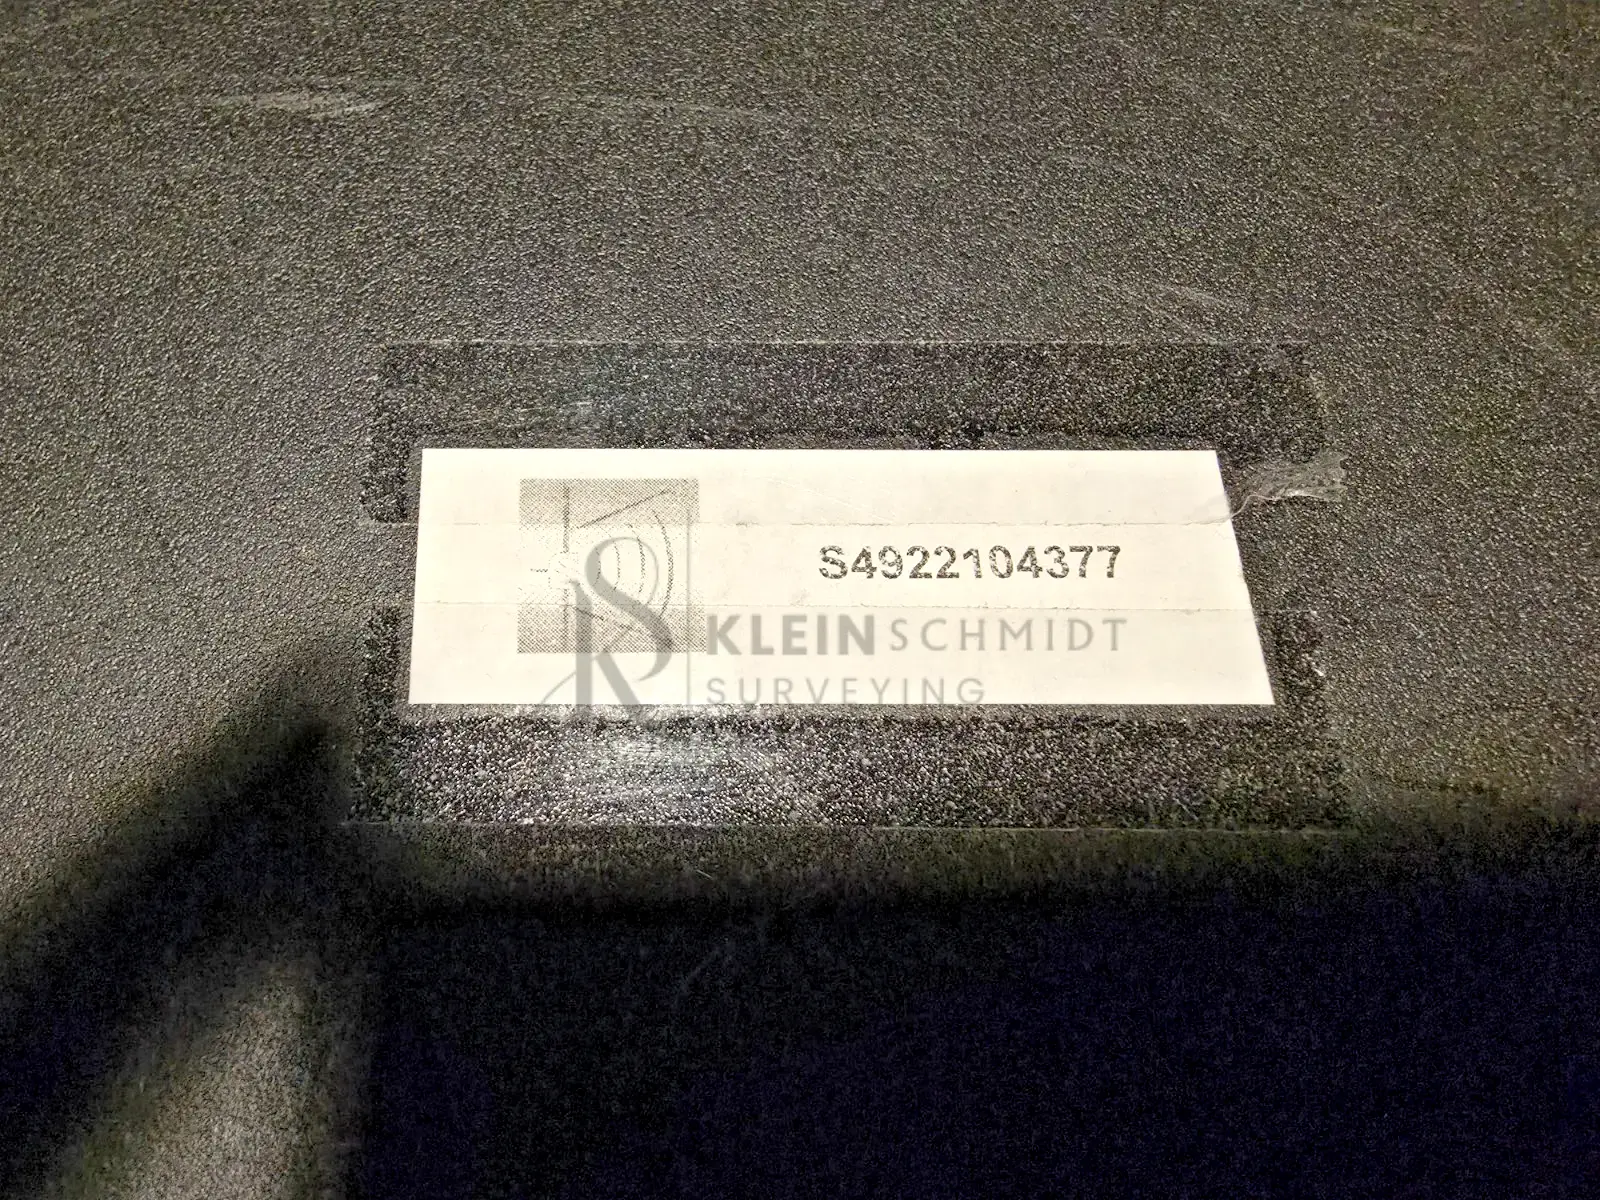 S4922104377
KLEINSCHMIDT
SURVEYING